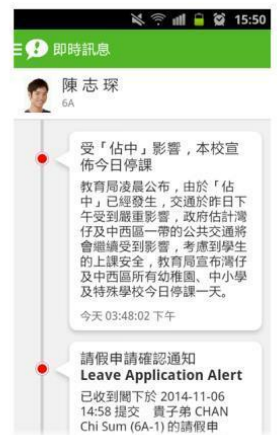 15:50
即時訊息
陳志琛
6A
受「佔中」影響，本校宣
佈今日停課
教育局凌晨公布，由於「佔
中」已經發生，交通於昨日下
午受到嚴重影響，政府估計灣
仔及中西區一帶的公共交通將
會繼續受到影響，考慮到學生
的上課安全，教育局宣布灣仔
及中西區所有幼稚園、中小學
及特殊學校今日停課一天。
今天 03:48:02 下午
請假申請確認通知
Leave Application Alert
已收到閣下於 2014-11-06
14:58 提交 貴子弟 CHAN
Chi Sum (6A-1) 的請假申